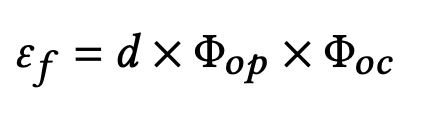 ε_f = d × Φ_op × Φ_oc